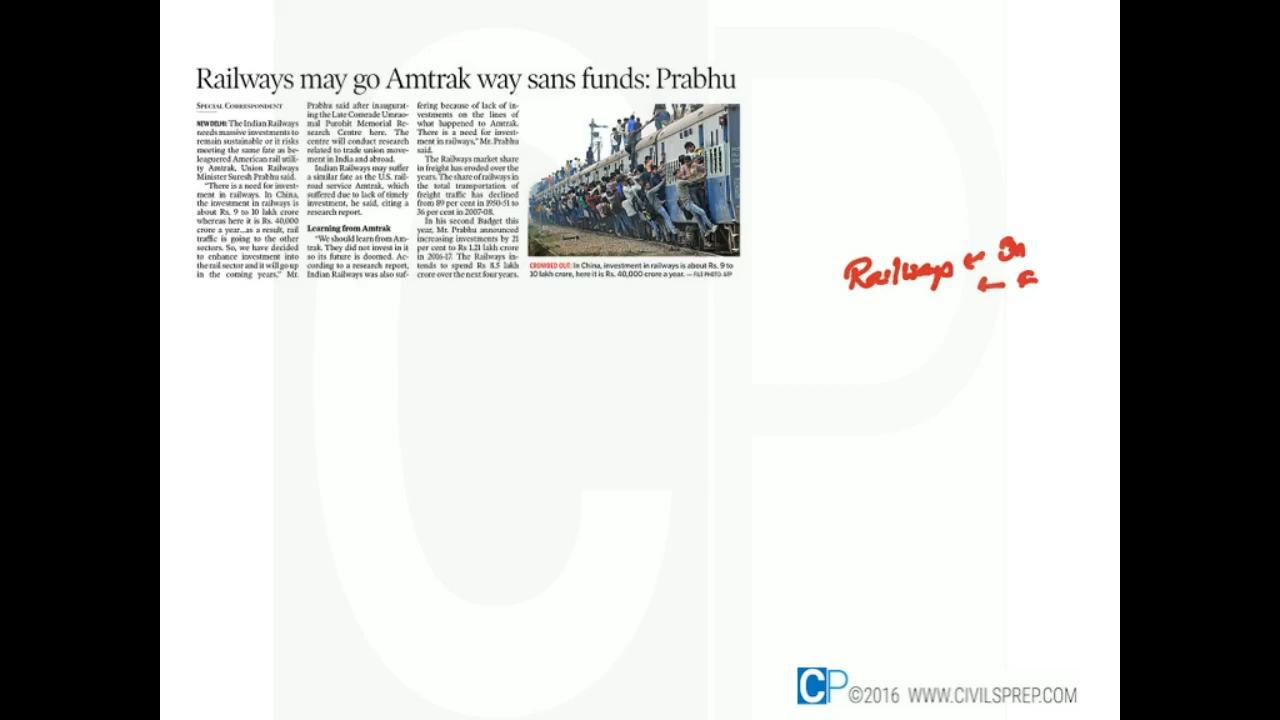 Railways may go Amtrak way sans funds: Prabhu
SPECIAL CORRESPONDENT
NEW DELHI: The Indian Railways
needs massive investments to
remain sustainable or it risks
meeting the same fate as be-
leaguered American rail utili-
ty Amtrak, Union Railways
Minister Suresh Prabhu said.
“There is a need for invest-
ment in railways. In China,
the investment in railways is
about Rs. 9 to 10 lakh crore
whereas here it is Rs. 40,000
crore a year...as a result, rail
traffic is going to the other
sectors. So, we have decided
to enhance investment into
the rail sector and it will go up
in the coming years,” Mr.
Prabhu said after inaugurat-
ing the Late Comrade Umrao-
mal Purohit Memorial Re-
search Centre here. The
centre will conduct research
related to trade union move-
ment in India and abroad.
Indian Railways may suffer
a similar fate as the U.S. rail-
road service Amtrak, which
suffered due to lack of timely
investment, he said, citing a
research report.
Learning from Amtrak
“We should learn from Am-
trak. They did not invest in it
so its future is doomed. Ac-
cording to a research report,
Indian Railways was also suf-
fering because of lack of in-
vestments on the lines of
what happened to Amtrak.
There is a need for invest-
ment in railways,” Mr. Prabhu
said.
The Railways market share
in freight has eroded over the
years. The share of railways in
the total transportation of
freight traffic has declined
from 89 per cent in 1950-51 to
36 per cent in 2007-08.
In his second Budget this
year, Mr. Prabhu announced
increasing investments by 21
per cent to Rs 1.21 lakh crore
in 2016-17. The Railways in-
tends to spend Rs 8.5 lakh
crore over the next four years.
CROWDED OUT: In China, investment in railways is about Rs. 9 to
10 lakh crore, here it is Rs. 40,000 crore a year. — FILE PHOTO: AFP
Railways
CP ©2016 WWW.CIVILSPREP.COM